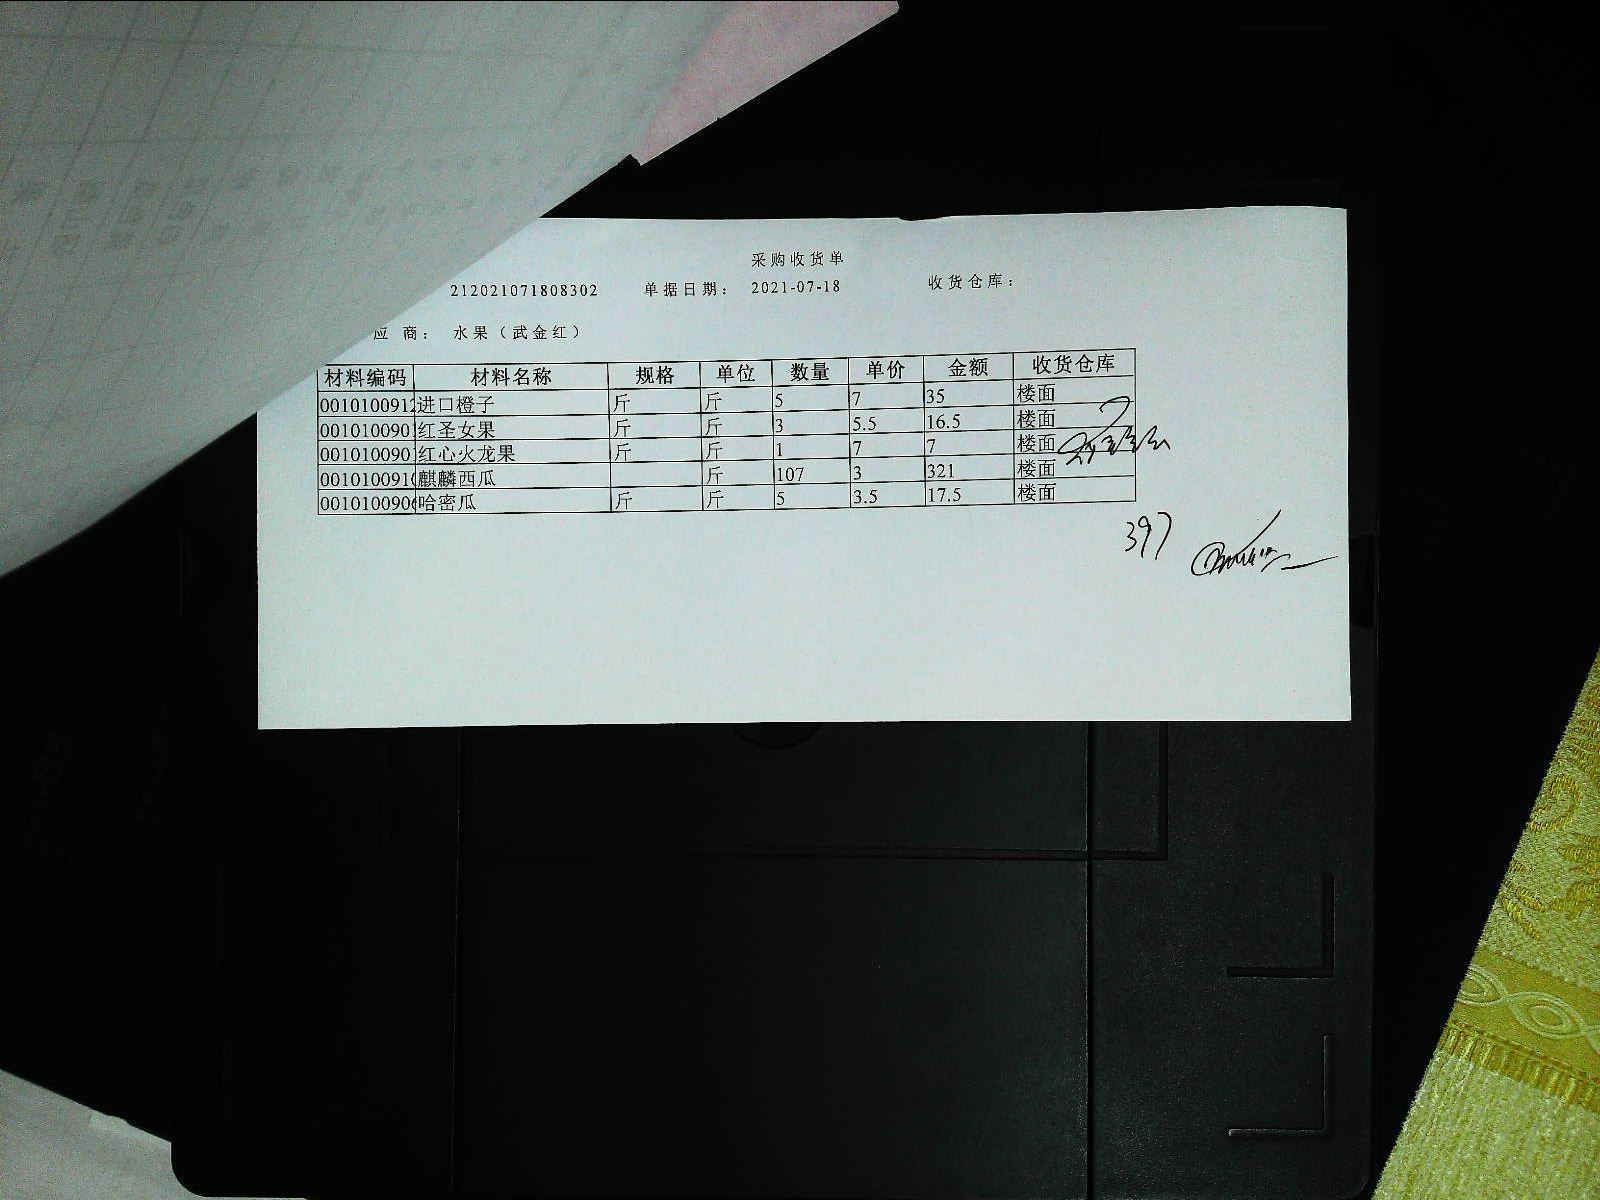 采购收货单
212021071808302 单据日期： 2021-07-18 收货仓库：
应 商： 水果（武金红）
材料编码 材料名称 规格 单位 数量 单价 金额 收货仓库
0010100912 进口橙子 斤 斤 5 7 35 楼面
001010090 红圣女果 斤 斤 3 5.5 16.5 楼面
001010090 红心火龙果 斤 斤 1 7 7 楼面
001010091 麒麟西瓜 斤 107 3 321 楼面
001010090 哈密瓜 斤 斤 5 3.5 17.5 楼面
397